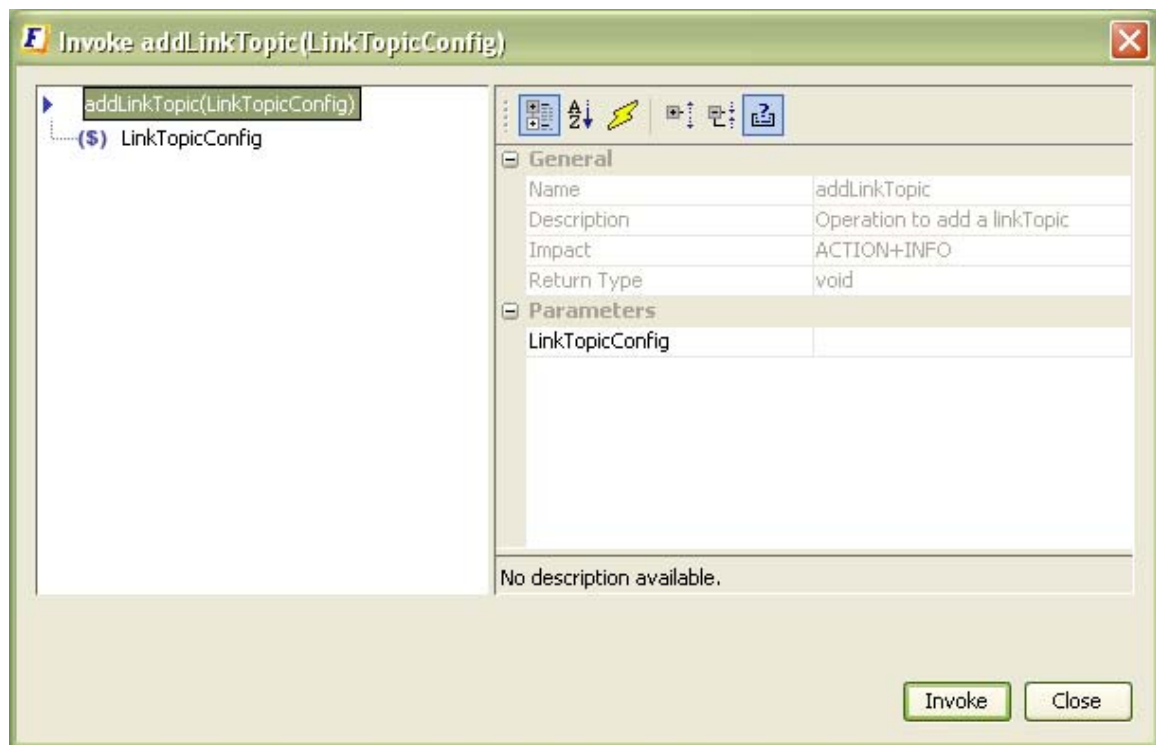 Invoke addLinkTopic(LinkTopicConfig)
addLinkTopic(LinkTopicConfig)
($) LinkTopicConfig
General
Name addLinkTopic
Description Operation to add a linkTopic
Impact ACTION+INFO
Return Type void
Parameters
LinkTopicConfig
No description available.
Invoke Close